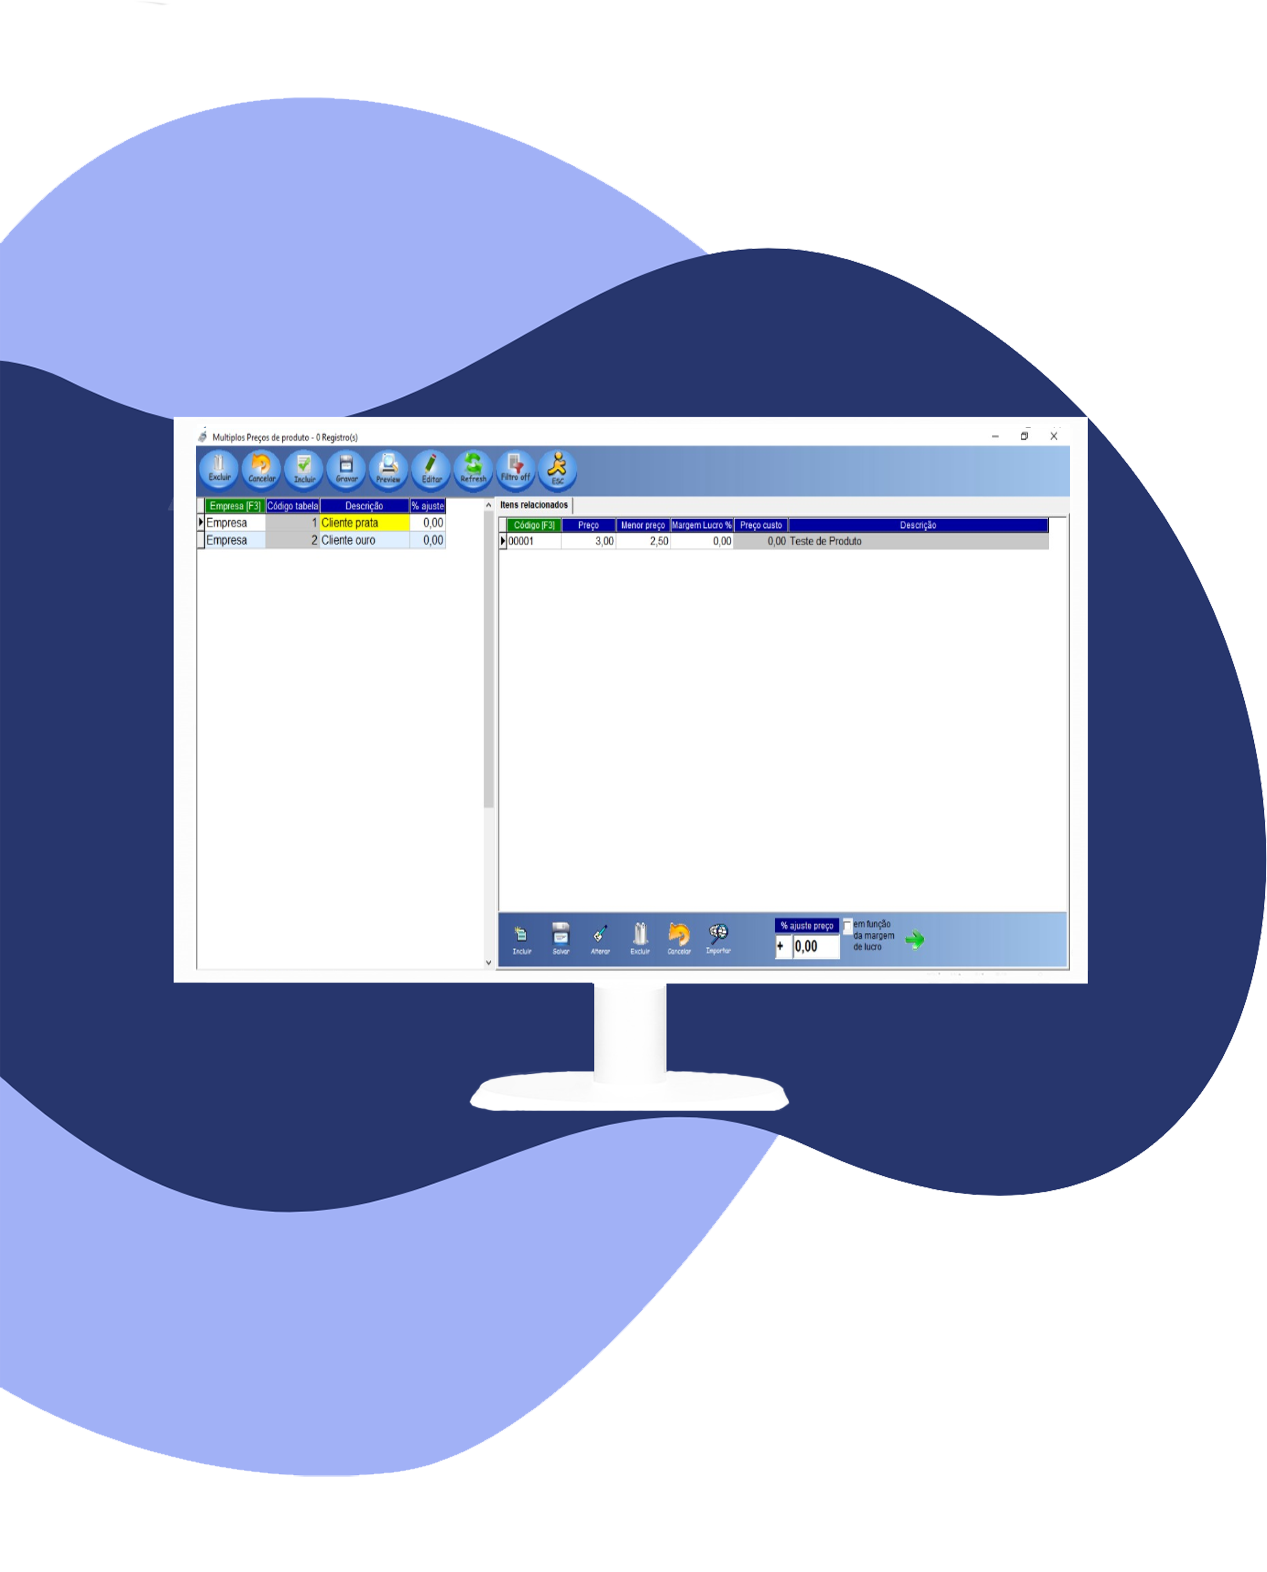 Multiplos Preços de produto - 0 Registro(s)
Excluir Cancelar Incluir Gravar Preview Editar Refresh Filtro off ESC
Empresa [F3] Código tabela Descrição % ajuste
Empresa 1 Cliente prata 0,00
Empresa 2 Cliente ouro 0,00
Itens relacionados
Código [F3] Preço Menor preço Margem Lucro % Preço custo Descrição
00001 3,00 2,50 0,00 0,00 Teste de Produto
Incluir Salvar Alterar Excluir Cancelar Importar
% ajuste preço
+ 0,00
em função
da margem
de lucro